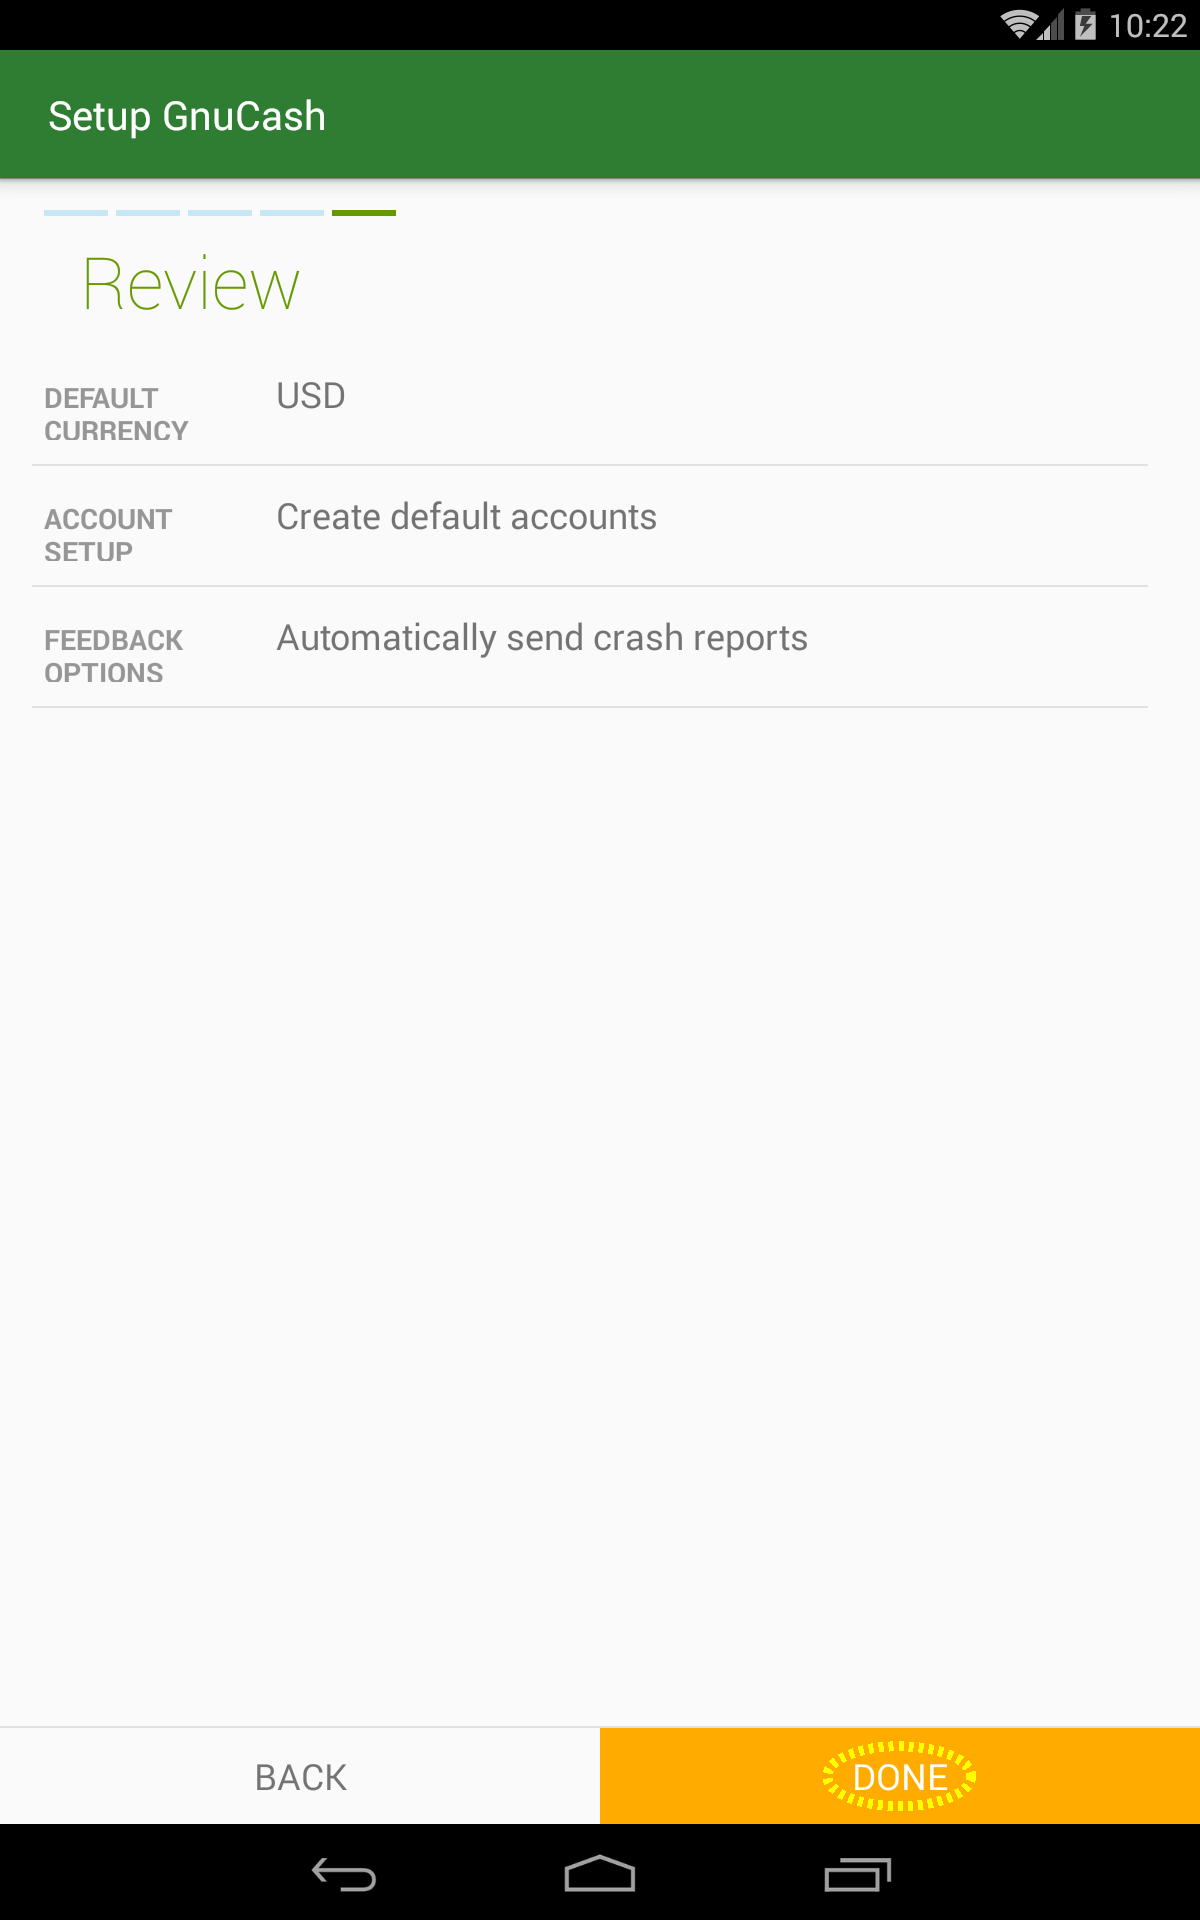 10:22
Setup GnuCash
Review
DEFAULT
CURRENCY
USD
ACCOUNT
SETUP
Create default accounts
FEEDBACK
OPTIONS
Automatically send crash reports
BACK
DONE